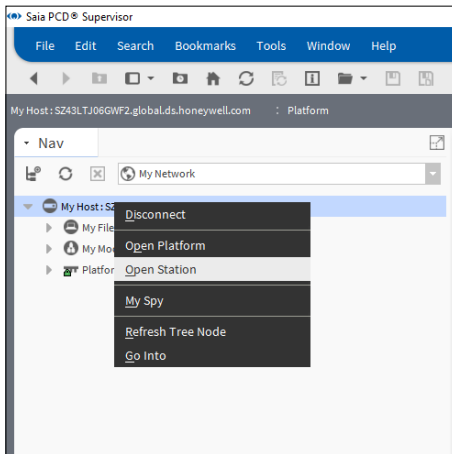 Saia PCD® Supervisor
File Edit Search Bookmarks Tools Window Help
My Host : SZ43LTJ06GWF2.global.ds.honeywell.com : Platform
Nav
My Network
My Host : SZ
My File
My Mo
Platfor
Disconnect
Open Platform
Open Station
My Spy
Refresh Tree Node
Go Into